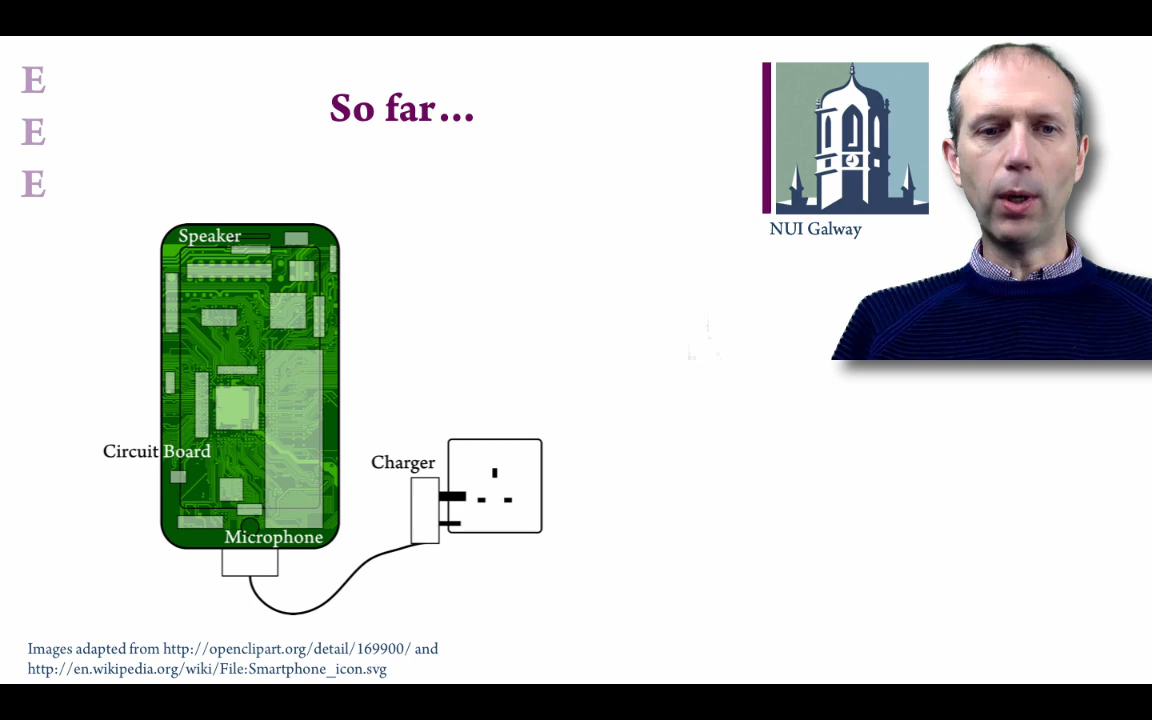 E
E
E
So far...
NUI Galway
Speaker
Circuit Board
Charger
Microphone
Images adapted from http://openclipart.org/detail/169900/ and
http://en.wikipedia.org/wiki/File:Smartphone_icon.svg